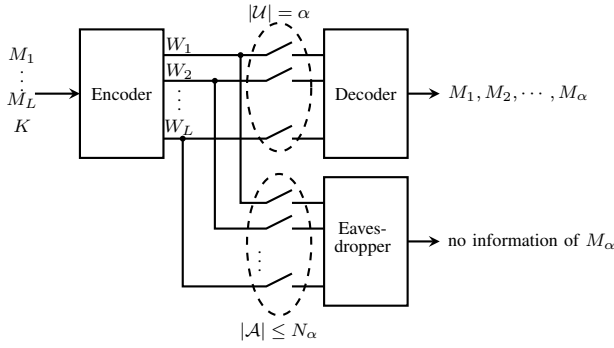 |𝒰| = α
M₁
⋮
M_L
K
Encoder
W₁
W₂
⋮
W_L
Decoder
M₁, M₂, ⋯, M_α
Eaves-
dropper
⋮
no information of M_α
|𝒜| ≤ N_α